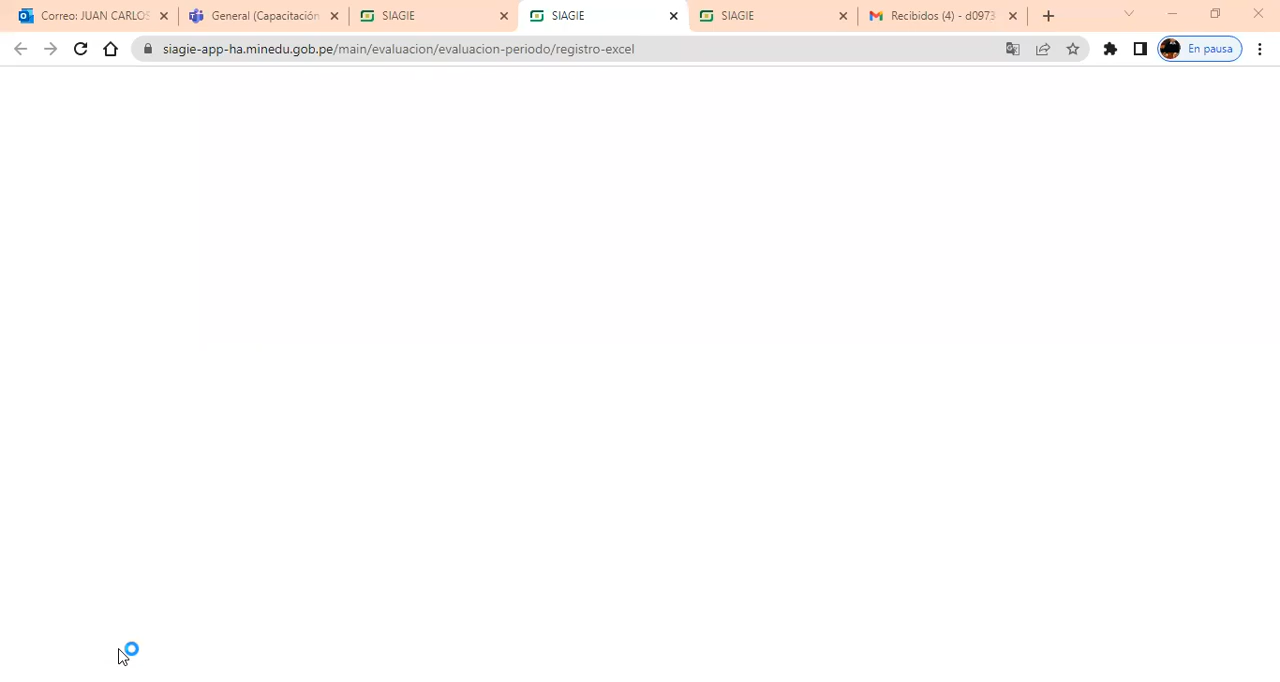 Correo: JUAN CARLOS
General (Capacitación
SIAGIE
SIAGIE
SIAGIE
Recibidos (4) - d0973
siagie-app-ha.minedu.gob.pe/main/evaluacion/evaluacion-periodo/registro-excel
En pausa